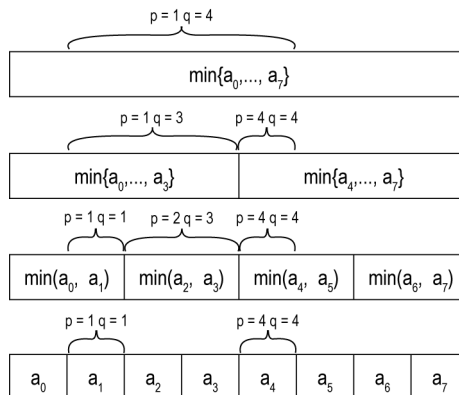 p = 1 q = 4
min{a₀,..., a₇}
p = 1 q = 3 p = 4 q = 4
min{a₀,..., a₃} min{a₄,..., a₇}
p = 1 q = 1 p = 2 q = 3 p = 4 q = 4
min(a₀, a₁) min(a₂, a₃) min(a₄, a₅) min(a₆, a₇)
p = 1 q = 1 p = 4 q = 4
a₀ a₁ a₂ a₃ a₄ a₅ a₆ a₇